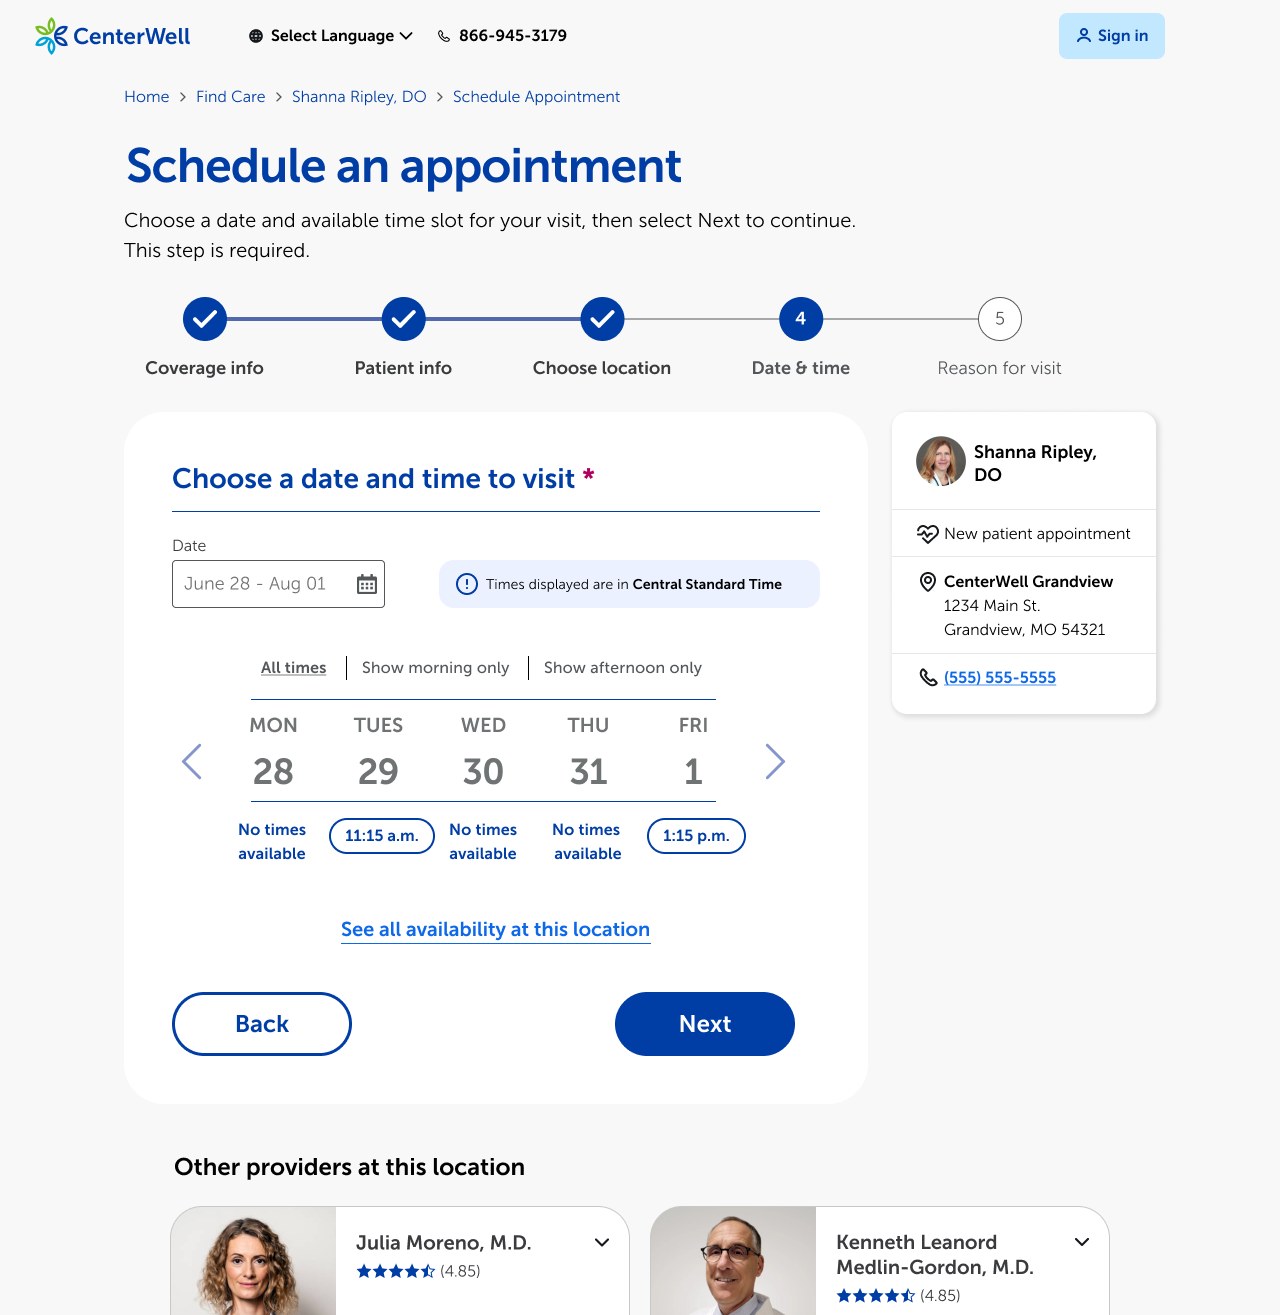 CenterWell
Select Language
866-945-3179
Sign in
Home > Find Care > Shanna Ripley, DO > Schedule Appointment
Schedule an appointment
Choose a date and available time slot for your visit, then select Next to continue.
This step is required.
4
5
Coverage info
Patient info
Choose location
Date & time
Reason for visit
Choose a date and time to visit *
Date
June 28 - Aug 01
Times displayed are in Central Standard Time
All times
Show morning only
Show afternoon only
MON
TUES
WED
THU
FRI
28
29
30
31
1
No times
available
11:15 a.m.
No times
available
No times
available
1:15 p.m.
See all availability at this location
Back
Next
Shanna Ripley,
DO
New patient appointment
CenterWell Grandview
1234 Main St.
Grandview, MO 54321
(555) 555-5555
Other providers at this location
Julia Moreno, M.D.
(4.85)
Kenneth Leanord
Medlin-Gordon, M.D.
(4.85)